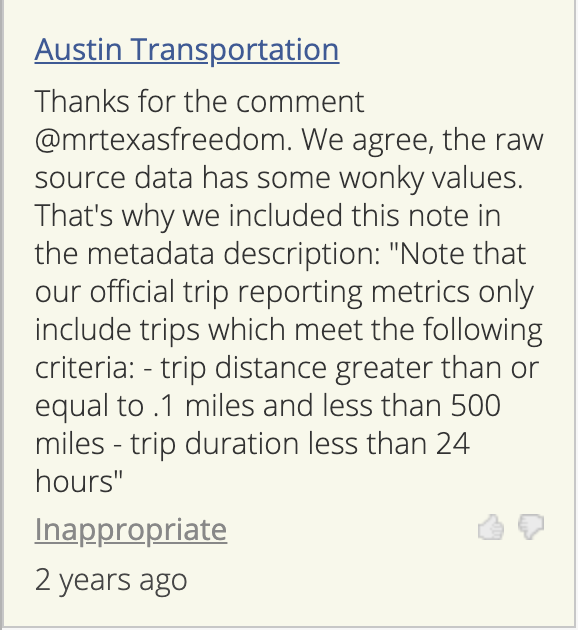 Austin Transportation
Thanks for the comment
@mrtexasfreedom. We agree, the raw
source data has some wonky values.
That's why we included this note in
the metadata description: "Note that
our official trip reporting metrics only
include trips which meet the following
criteria: - trip distance greater than or
equal to .1 miles and less than 500
miles - trip duration less than 24
hours"
Inappropriate
2 years ago